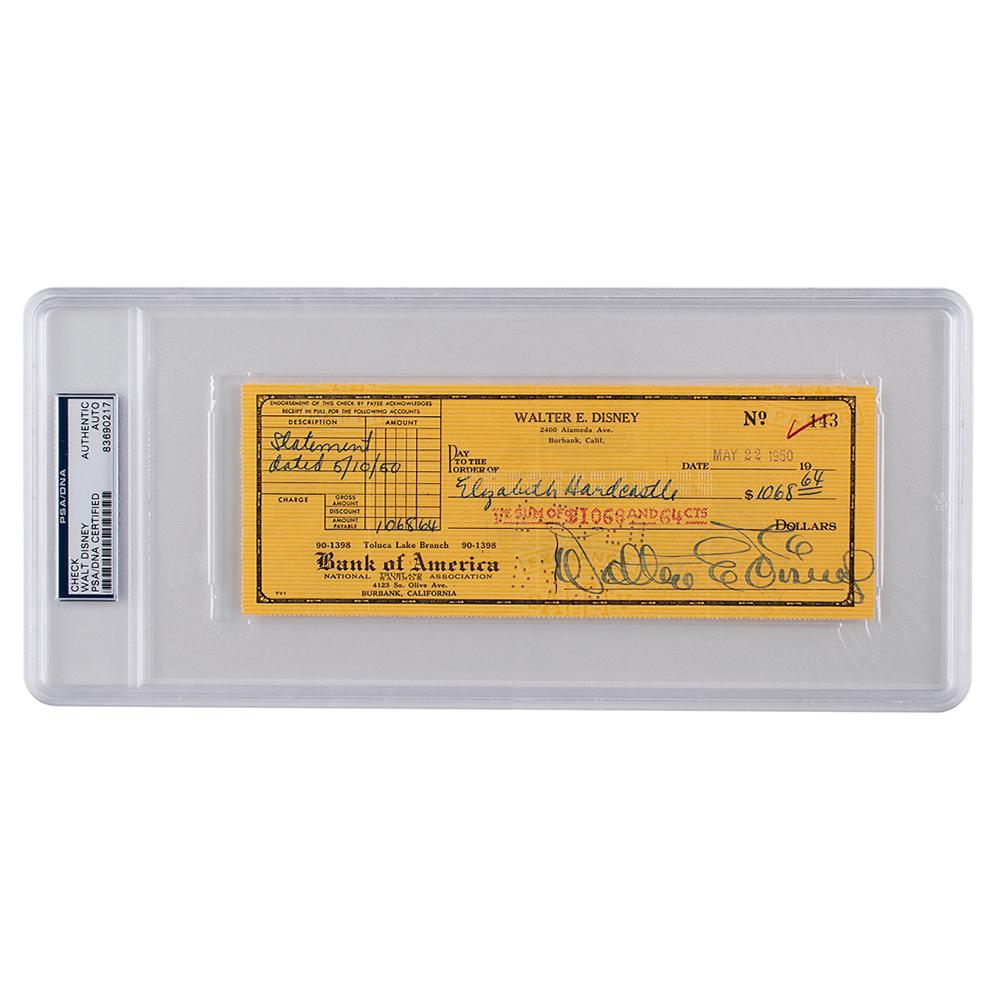 PSA/DNA
CHECK
WALT DISNEY
PSA/DNA CERTIFIED
AUTHENTIC
AUTO
83690217
ENDORSEMENT OF THIS CHECK BY PAYEE ACKNOWLEDGES
RECEIPT IN FULL FOR THE FOLLOWING ACCOUNTS
DESCRIPTION AMOUNT
Statement
dated 5/10/50
CHARGE
GROSS AMOUNT
DISCOUNT
AMOUNT PAYABLE 1068 64
90-1398 Toluca Lake Branch 90-1398
Bank of America
NATIONAL TRUST AND SAVINGS ASSOCIATION
4123 So. Olive Ave.
BURBANK, CALIFORNIA
WALTER E. DISNEY
2400 Alameda Ave.
Burbank, Calif.
Nº 143
DATE MAY 22 1950 19
PAY TO THE ORDER OF Elizabeth Hardcastle $ 1068 64
THE SUM OF $1068 AND 64 CTS
DOLLARS
Walter E Disney